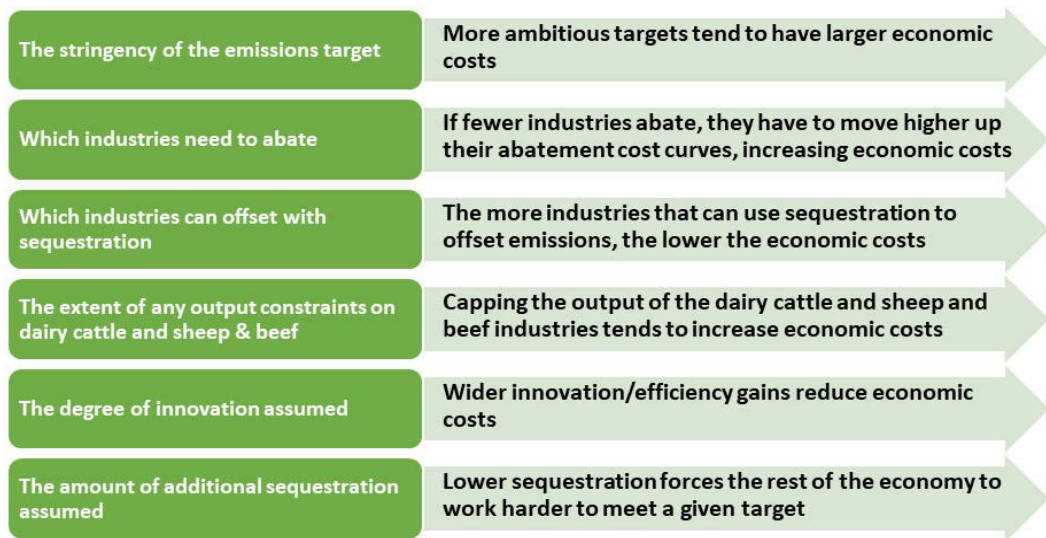 The stringency of the emissions target
More ambitious targets tend to have larger economic
costs
Which industries need to abate
If fewer industries abate, they have to move higher up
their abatement cost curves, increasing economic costs
Which industries can offset with
sequestration
The more industries that can use sequestration to
offset emissions, the lower the economic costs
The extent of any output constraints on
dairy cattle and sheep & beef
Capping the output of the dairy cattle and sheep and
beef industries tends to increase economic costs
The degree of innovation assumed
Wider innovation/efficiency gains reduce economic
costs
The amount of additional sequestration
assumed
Lower sequestration forces the rest of the economy to
work harder to meet a given target